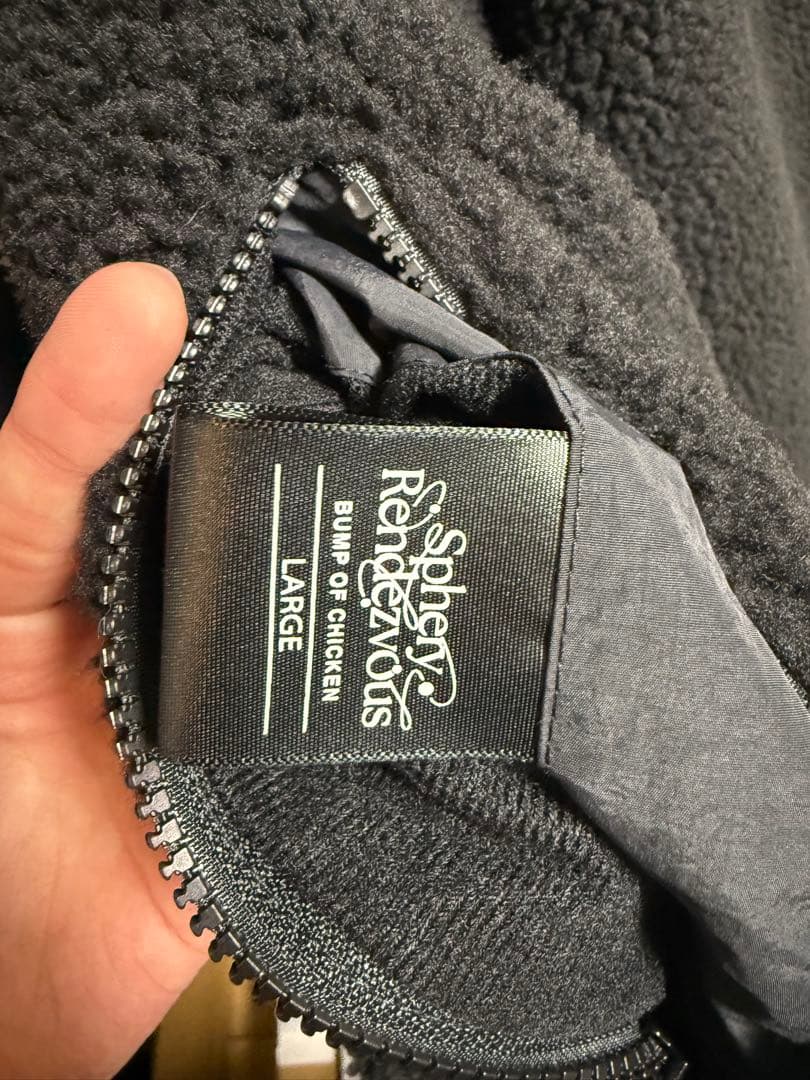 Sphery
Rendezvous
BUMP OF CHICKEN
LARGE